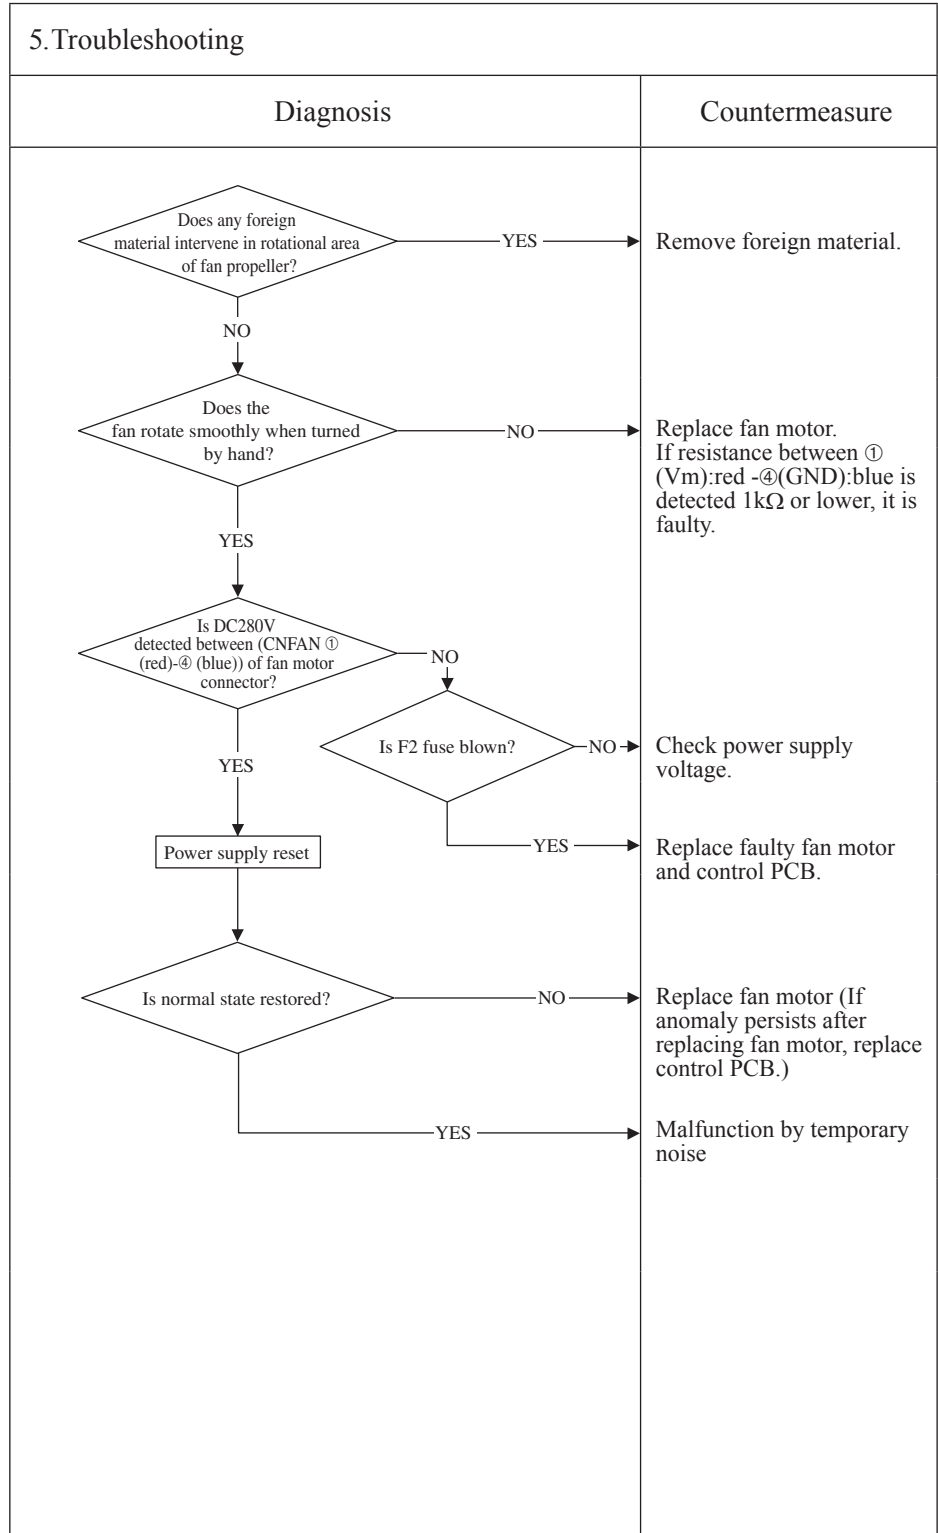 5.Troubleshooting
Diagnosis
Countermeasure
Does any foreign
material intervene in rotational area
of fan propeller?
YES
Remove foreign material.
NO
Does the
fan rotate smoothly when turned
by hand?
NO
Replace fan motor.
If resistance between ①
(Vm):red -④(GND):blue is
detected 1kΩ or lower, it is
faulty.
YES
Is DC280V
detected between (CNFAN ①
(red)-④ (blue)) of fan motor
connector?
NO
Is F2 fuse blown?
NO
Check power supply
voltage.
YES
YES
Replace faulty fan motor
and control PCB.
Power supply reset
Is normal state restored?
NO
Replace fan motor (If
anomaly persists after
replacing fan motor, replace
control PCB.)
YES
Malfunction by temporary
noise